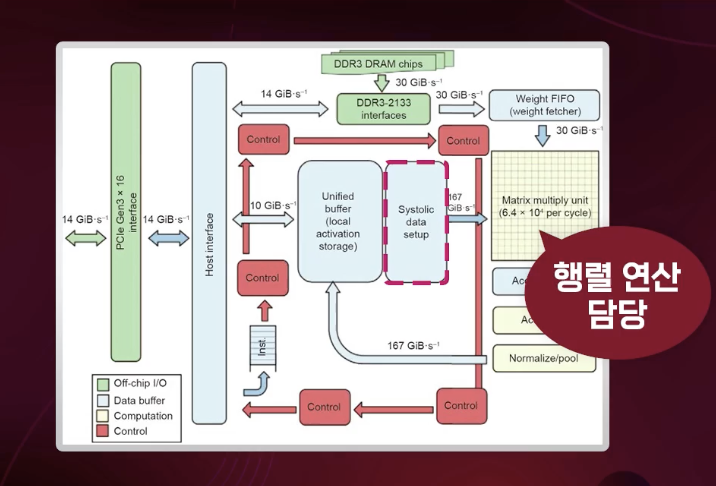 DDR3 DRAM chips
30 GiB·s⁻¹
14 GiB·s⁻¹
DDR3-2133
interfaces
30 GiB·s⁻¹
Weight FIFO
(weight fetcher)
30 GiB·s⁻¹
Control
Control
PCIe Gen3 × 16
interface
Host interface
14 GiB·s⁻¹
14 GiB·s⁻¹
10 GiB·s⁻¹
Unified
buffer
(local
activation
storage)
Systolic
data
setup
167
GiB·s⁻¹
Matrix multiply unit
(6.4 × 10⁴ per cycle)
행렬 연산
담당
Control
Inst.
167 GiB·s⁻¹
Normalize/pool
Control
Control
Off-chip I/O
Data buffer
Computation
Control